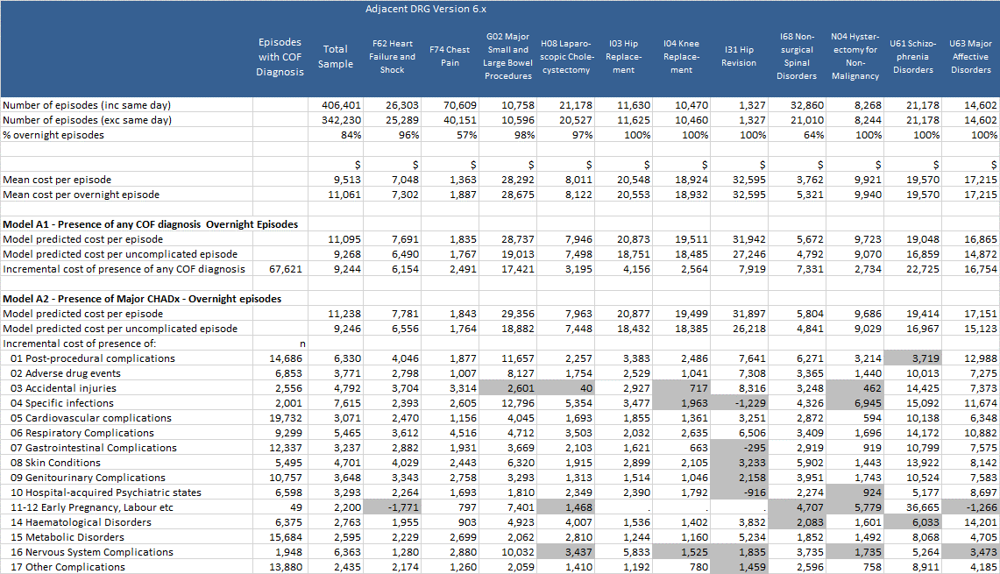 Adjacent DRG Version 6.x
Episodes with COF Diagnosis Total Sample F62 Heart Failure and Shock F74 Chest Pain G02 Major Small and Large Bowel Procedures H08 Laparo-scopic Chole-cystectomy I03 Hip Replace-ment I04 Knee Replace-ment I31 Hip Revision I68 Non-surgical Spinal Disorders N04 Hyster-ectomy for Non-Malignancy U61 Schizo-phrenia Disorders U63 Major Affective Disorders
Number of episodes (inc same day) 406,401 26,303 70,609 10,758 21,178 11,630 10,470 1,327 32,860 8,268 21,178 14,602
Number of episodes (exc same day) 342,230 25,289 40,151 10,596 20,527 11,625 10,460 1,327 21,010 8,244 21,178 14,602
% overnight episodes 84% 96% 57% 98% 97% 100% 100% 100% 64% 100% 100% 100%
$ $ $ $ $ $ $ $ $ $ $ $
Mean cost per episode 9,513 7,048 1,363 28,292 8,011 20,548 18,924 32,595 3,762 9,921 19,570 17,215
Mean cost per overnight episode 11,061 7,302 1,887 28,675 8,122 20,553 18,932 32,595 5,321 9,940 19,570 17,215
Model A1 - Presence of any COF diagnosis Overnight Episodes
Model predicted cost per episode 11,095 7,691 1,835 28,737 7,946 20,873 19,511 31,942 5,672 9,723 19,048 16,865
Model predicted cost per uncomplicated episode 9,268 6,490 1,767 19,013 7,498 18,751 18,485 27,246 4,792 9,070 16,859 14,872
Incremental cost of presence of any COF diagnosis 67,621 9,244 6,154 2,491 17,421 3,195 4,156 2,564 7,919 7,331 2,734 22,725 16,754
Model A2 - Presence of Major CHADx - Overnight episodes
Model predicted cost per episode 11,238 7,781 1,843 29,356 7,963 20,877 19,499 31,897 5,804 9,686 19,414 17,151
Model predicted cost per uncomplicated episode 9,246 6,556 1,764 18,882 7,448 18,432 18,385 26,218 4,841 9,029 16,967 15,123
Incremental cost of presence of: n
01 Post-procedural complications 14,686 6,330 4,046 1,877 11,657 2,257 3,383 2,486 7,641 6,271 3,214 3,719 12,988
02 Adverse drug events 6,853 3,771 2,798 1,007 8,127 1,754 2,529 1,041 7,308 3,365 1,440 10,013 7,275
03 Accidental injuries 2,556 4,792 3,704 3,314 2,601 40 2,927 717 8,316 3,248 462 14,425 7,373
04 Specific infections 2,001 7,615 2,393 2,605 12,796 5,354 3,477 1,963 -1,229 4,326 6,945 15,092 11,674
05 Cardiovascular complications 19,732 3,071 2,470 1,156 4,045 1,693 1,855 1,361 3,251 2,872 594 10,138 6,348
06 Respiratory Complications 9,299 5,465 3,612 4,516 4,712 3,503 2,032 2,635 6,506 3,409 1,696 14,172 10,882
07 Gastrointestinal Complications 12,337 3,237 2,882 1,931 3,669 2,103 1,621 663 -295 2,919 919 10,799 7,575
08 Skin Conditions 5,495 4,701 4,029 2,443 6,320 1,915 2,899 2,105 3,233 5,902 1,443 13,922 8,142
09 Genitourinary Complications 10,757 3,648 3,343 2,758 3,293 1,313 1,514 1,046 2,158 3,951 1,743 10,524 7,583
10 Hospital-acquired Psychiatric states 6,598 3,293 2,264 1,693 1,810 2,349 2,390 1,792 -916 2,274 924 5,177 8,697
11-12 Early Pregnancy, Labour etc 49 2,200 -1,771 797 7,401 1,468 . . . 4,707 5,779 36,665 -1,266
14 Haematological Disorders 6,375 2,763 1,955 903 4,923 4,007 1,536 1,402 3,832 2,083 1,601 6,033 14,201
15 Metabolic Disorders 15,684 2,595 2,229 2,699 2,062 2,810 1,244 1,160 5,234 1,852 1,492 8,068 4,705
16 Nervous System Complications 1,948 6,363 1,280 2,880 10,032 3,437 5,833 1,525 1,835 3,735 1,735 5,264 3,473
17 Other Complications 13,880 2,435 2,174 1,260 2,059 1,410 1,192 780 1,459 2,596 758 8,911 4,185